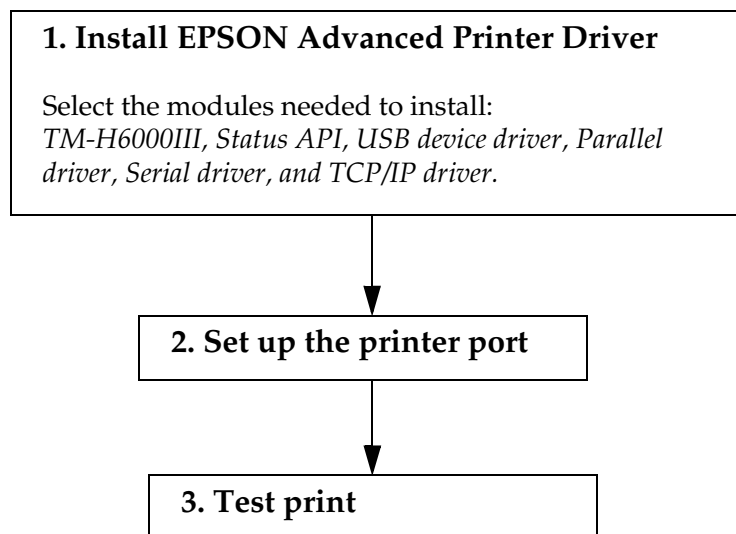 1. Install EPSON Advanced Printer Driver
Select the modules needed to install:
TM-H6000III, Status API, USB device driver, Parallel
driver, Serial driver, and TCP/IP driver.
2. Set up the printer port
3. Test print